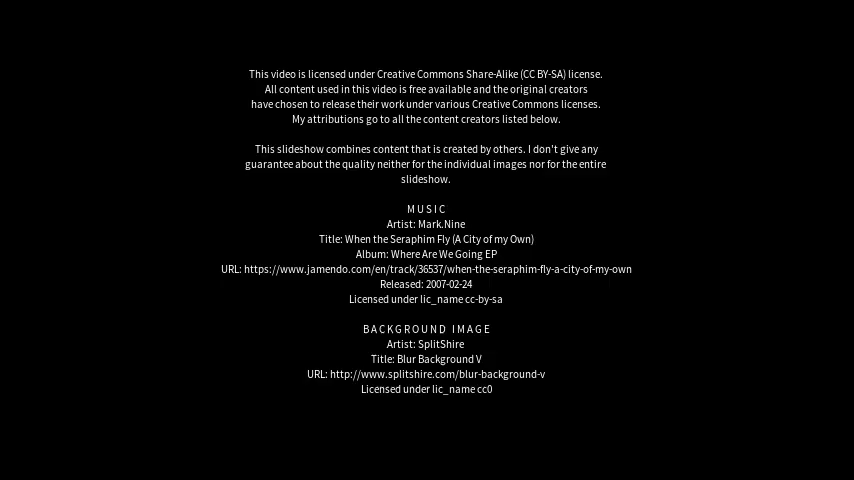 This video is licensed under Creative Commons Share-Alike (CC BY-SA) license.
All content used in this video is free available and the original creators
have chosen to release their work under various Creative Commons licenses.
My attributions go to all the content creators listed below.
This slideshow combines content that is created by others. I don't give any
guarantee about the quality neither for the individual images nor for the entire
slideshow.
MUSIC
Artist: Mark.Nine
Title: When the Seraphim Fly (A City of my Own)
Album: Where Are We Going EP
URL: https://www.jamendo.com/en/track/36537/when-the-seraphim-fly-a-city-of-my-own
Released: 2007-02-24
Licensed under lic_name cc-by-sa
BACKGROUND IMAGE
Artist: SplitShire
Title: Blur Background V
URL: http://www.splitshire.com/blur-background-v
Licensed under lic_name cc0